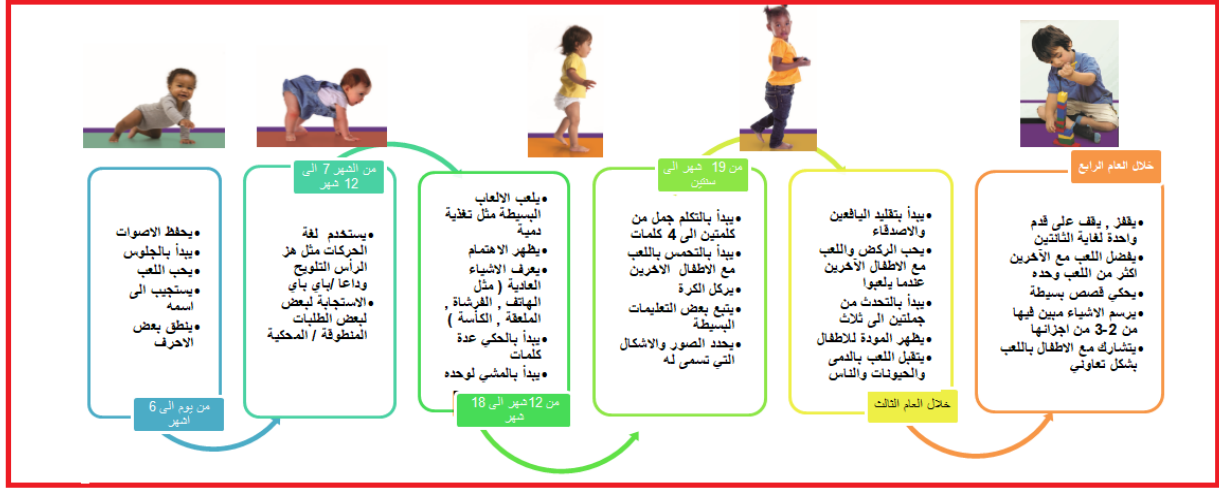 من يوم الى 6
اشهر
•يحفظ الاصوات
•يبدأ بالجلوس
•يحب اللعب
•يستجيب الى
اسمه
•ينطق بعض
الاحرف
من الشهر 7 الى
12 شهر
•يستخدم لغة
الحركات مثل هز
الرأس التلويح
وداعا /باي باي
•الاستجابة لبعض
لبعض الطلبات
المنطوقة / المحكية
•يلعب الالعاب
البسيطة مثل تغذية
دمية
•يظهر الاهتمام
•يعرف الاشياء
العادية ( مثل
الهاتف , الفرشاة ,
الملعقة , الكأسة )
•يبدأ بالحكي عدة
كلمات
•يبدأ بالمشي لوحده
من 12شهر الى 18
شهر
من 19 شهر الى
سنتين
•يبدأ بالتكلم جمل من
كلمتين الى 4 كلمات
•يبدأ بالتحمس باللعب
مع الاطفال الاخرين
•يركل الكرة
•يتبع بعض التعليمات
البسيطة
•يحدد الصور والاشكال
التي تسمى له
•يبدأ بتقليد اليافعين
والاصدقاء
•يحب الركض واللعب
مع الاطفال الآخرين
عندما يلعبوا
•يبدأ بالتحدث من
جملتين الى ثلاث
•يظهر المودة للاطفال
•يتقبل اللعب بالدمى
والحيونات والناس
خلال العام الثالث
خلال العام الرابع
•يقفز , يقف على قدم
واحدة لغاية الثانتين
•يفضل اللعب مع الآخرين
اكثر من اللعب وحده
•يحكي قصص بسيطة
•يرسم الاشياء مبين فيها
من 2-3 من اجزائها
•يتشارك مع الاطفال باللعب
بشكل تعاوني